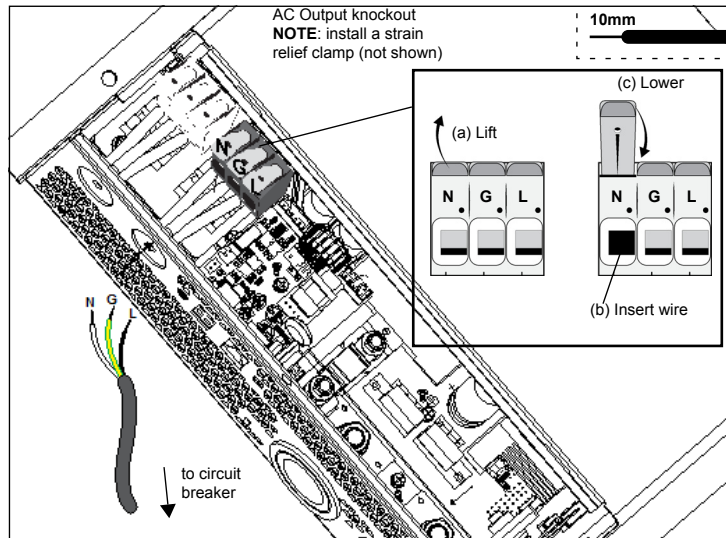 AC Output knockout
NOTE: install a strain
relief clamp (not shown)
10mm
(c) Lower
(a) Lift
N G L
N G L
(b) Insert wire
N
G
L
N G L
to circuit
breaker